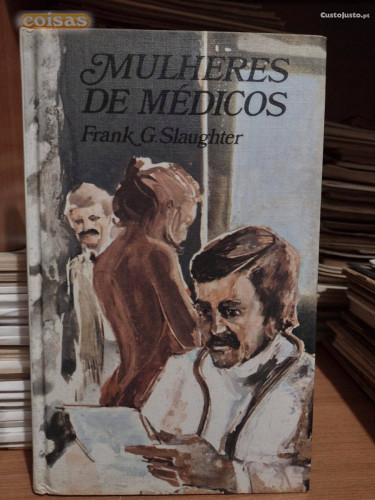 coisas
CustoJusto.pt
MULHERES
DE MÉDICOS
Frank G. Slaughter